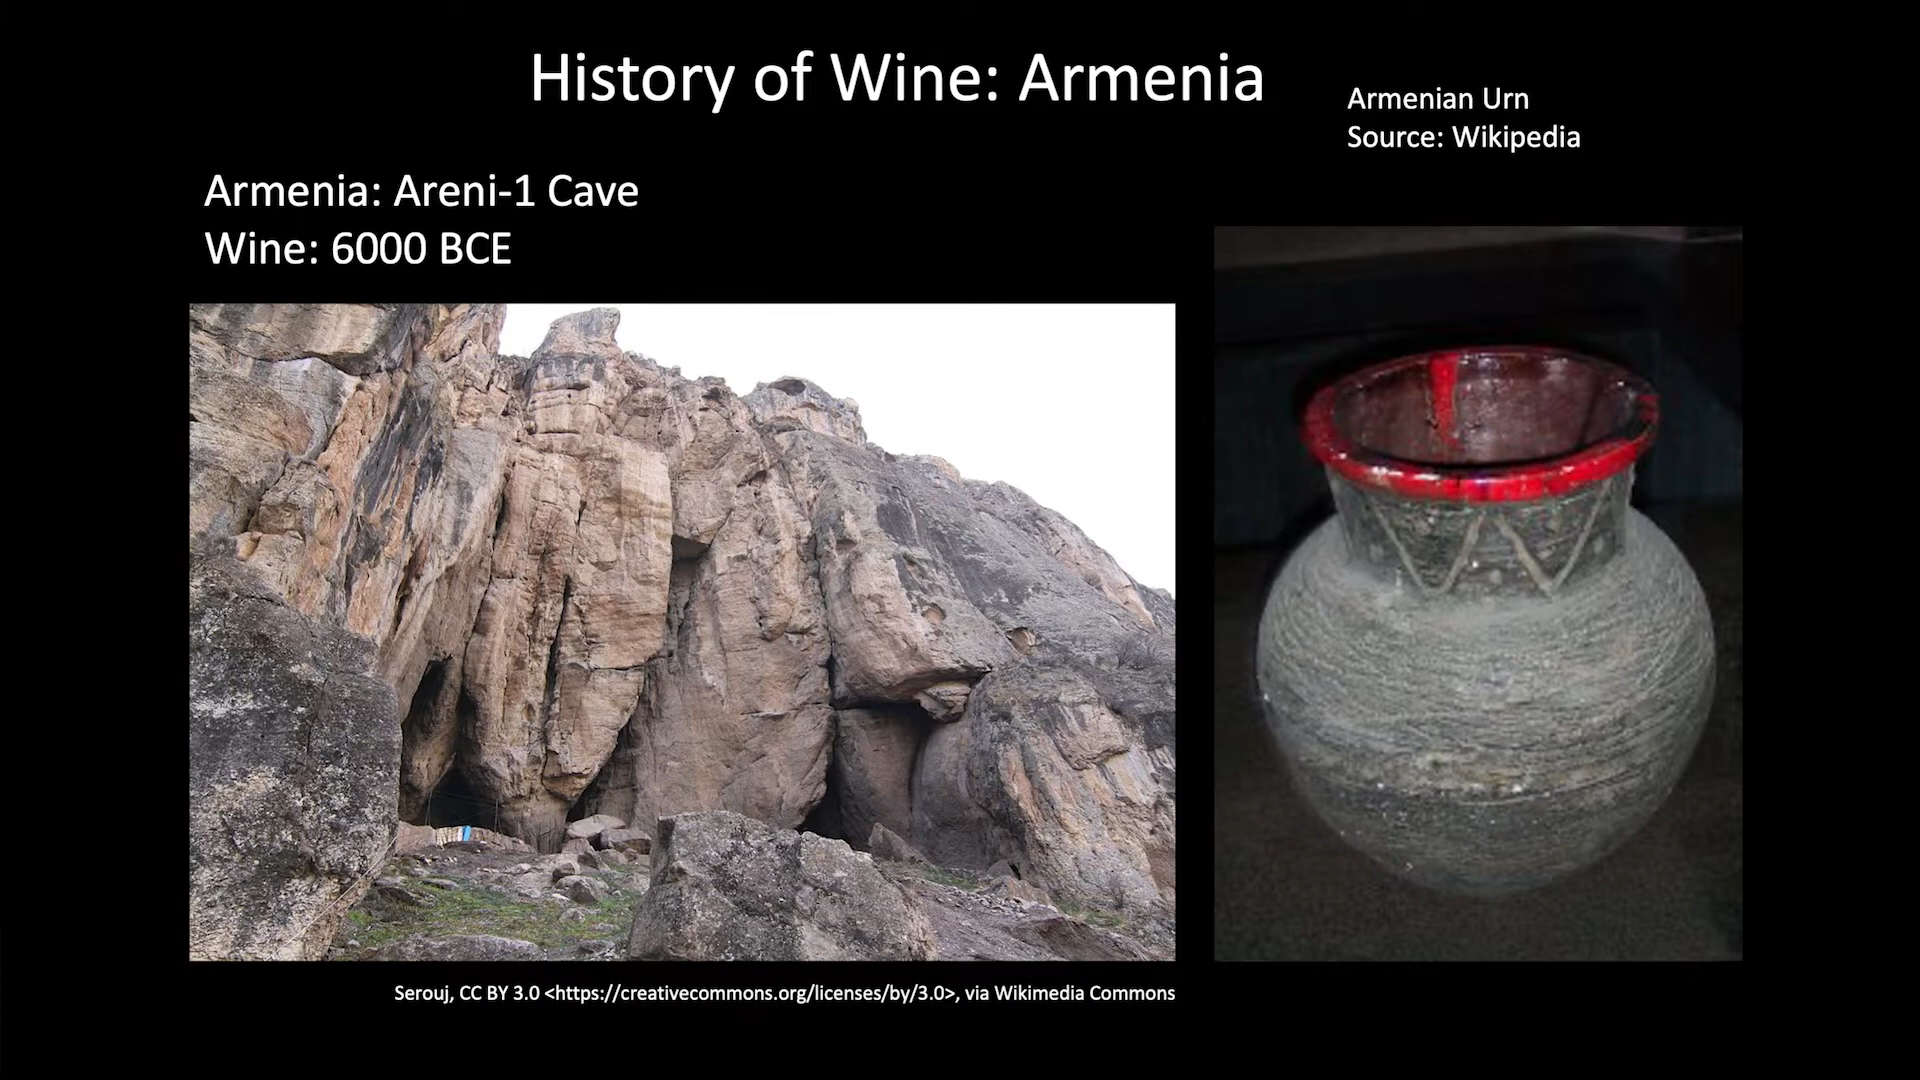 History of Wine: Armenia
Armenian Urn
Source: Wikipedia
Armenia: Areni-1 Cave
Wine: 6000 BCE
Serouj, CC BY 3.0 <https://creativecommons.org/licenses/by/3.0>, via Wikimedia Commons